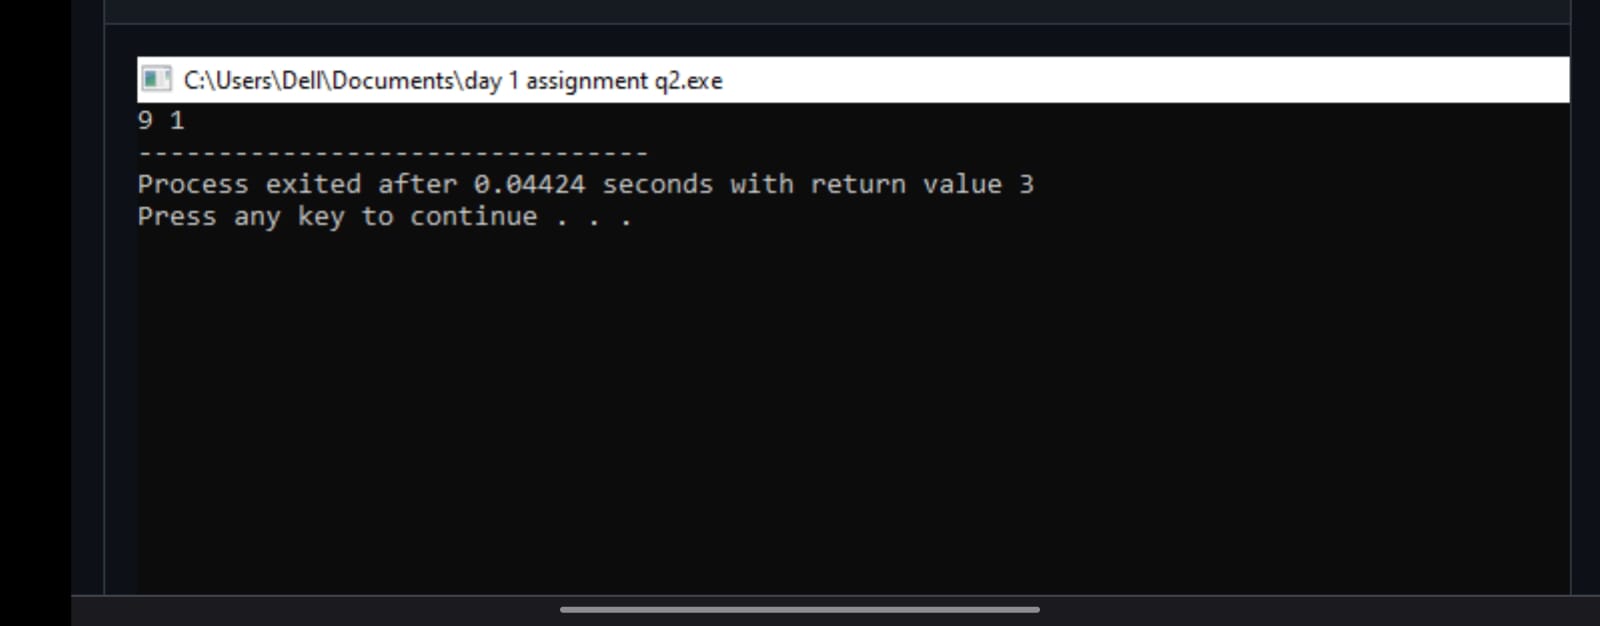 C:\Users\Dell\Documents\day 1 assignment q2.exe
9 1
--------------------------------
Process exited after 0.04424 seconds with return value 3
Press any key to continue . . .